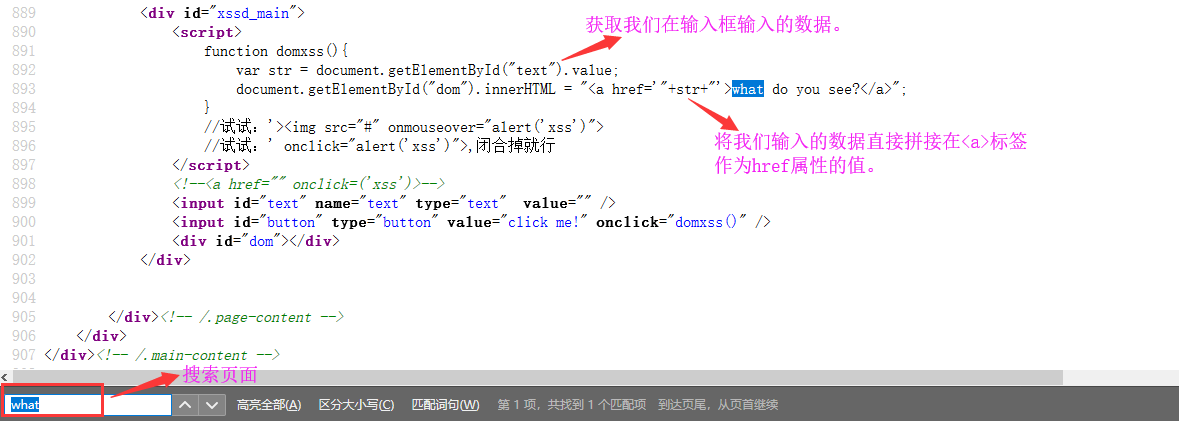 889 <div id="xssd_main">
890 <script>
获取我们在输入框输入的数据。
891 function domxss(){
892 var str = document.getElementById("text").value;
893 document.getElementById("dom").innerHTML = "<a href='"+str+"'>what do you see?</a>";
894 }
895 //试试：'><img src="#" onmouseover="alert('xss')">
896 //试试：' onclick="alert('xss')">,闭合掉就行
将我们输入的数据直接拼接在<a>标签
作为href属性的值。
897 </script>
898 <!--<a href="" onclick=('xss')>-->
899 <input id="text" name="text" type="text"  value="" />
900 <input id="button" type="button" value="click me!" onclick="domxss()" />
901 <div id="dom"></div>
902 </div>
903
904
905 </div><!-- /.page-content -->
906 </div>
907 </div><!-- /.main-content -->
搜索页面
what 高亮全部(A) 区分大小写(C) 匹配词句(W) 第 1 项，共找到 1 个匹配项 到达页尾，从页首继续